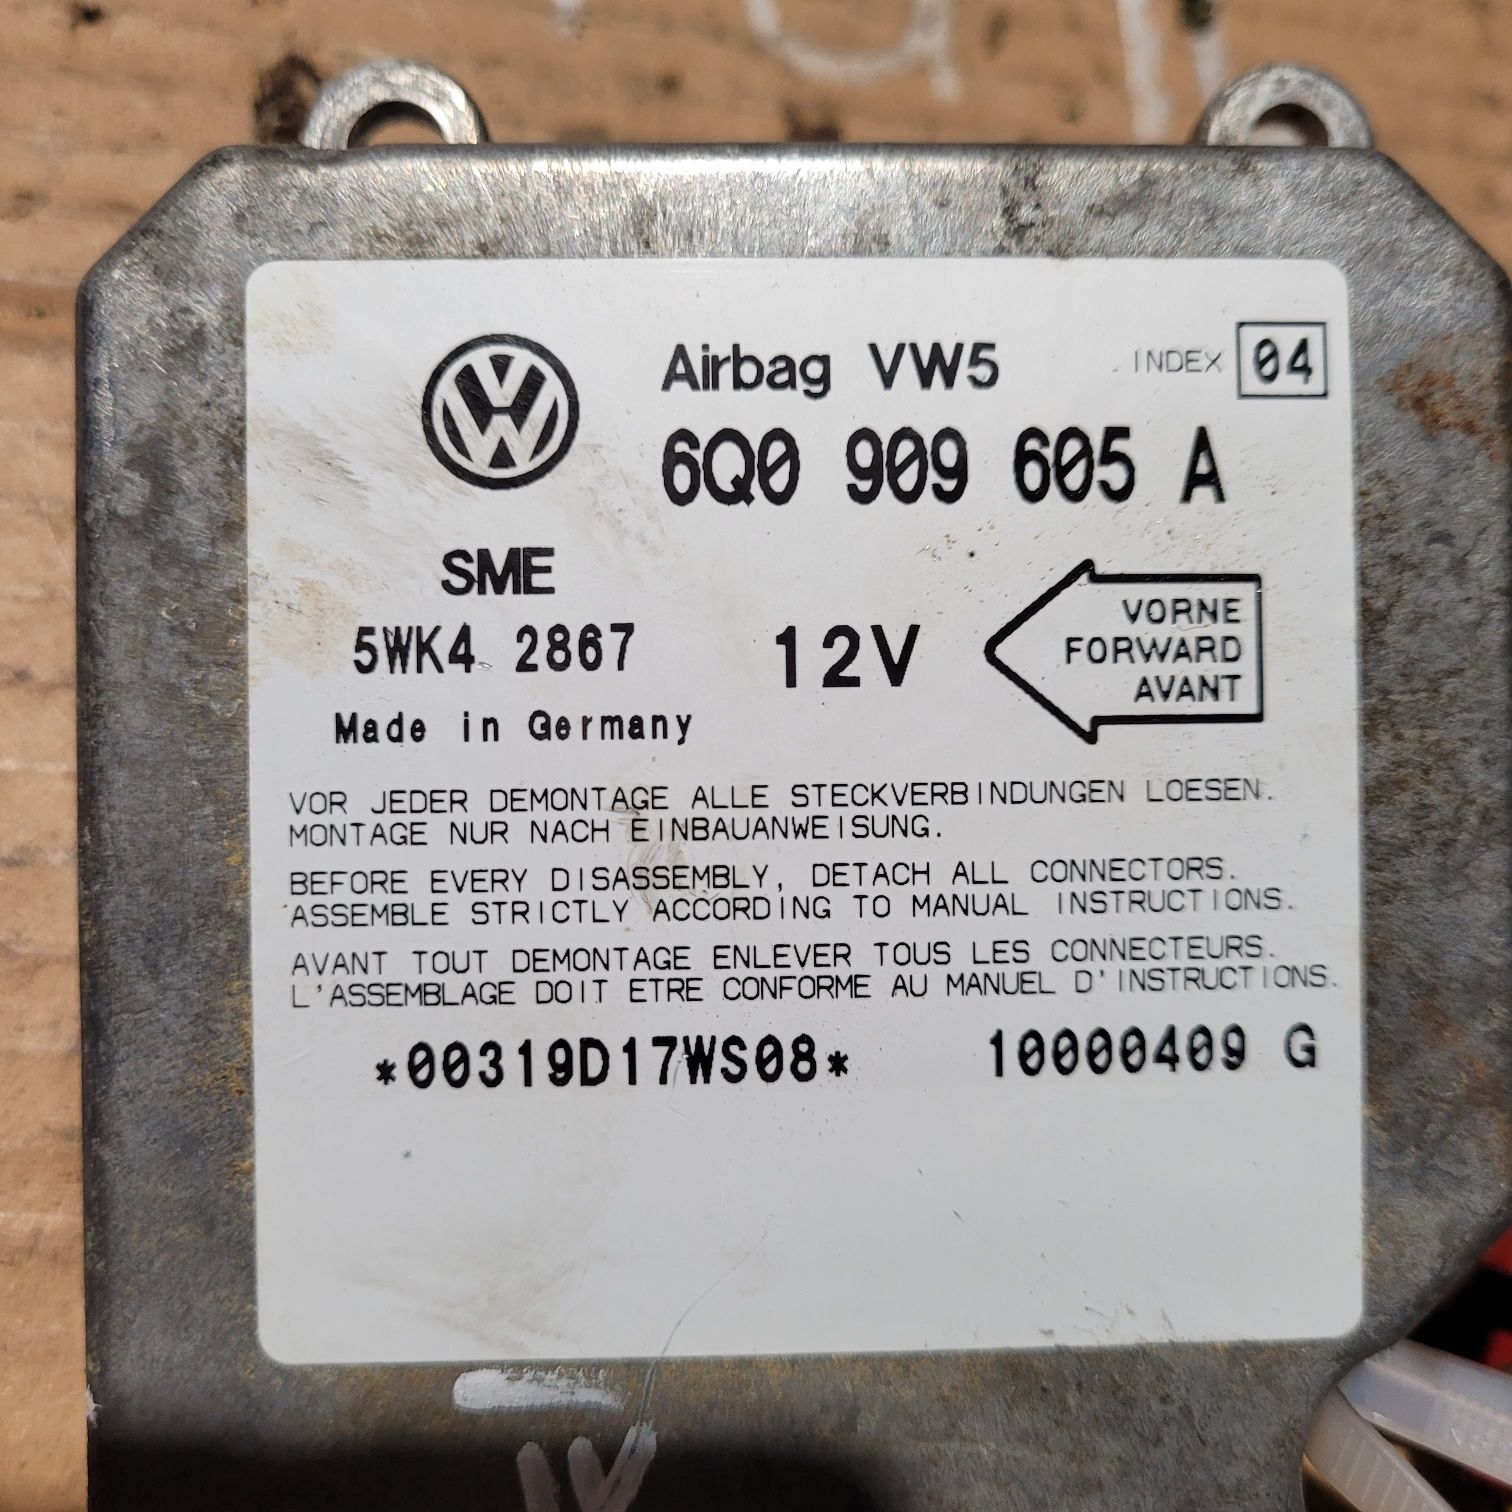 Airbag VW5 INDEX 04
6Q0 909 605 A
SME
5WK4 2867
12V
VORNE
FORWARD
AVANT
Made in Germany
VOR JEDER DEMONTAGE ALLE STECKVERBINDUNGEN LOESEN.
MONTAGE NUR NACH EINBAUANWEISUNG.
BEFORE EVERY DISASSEMBLY, DETACH ALL CONNECTORS.
ASSEMBLE STRICTLY ACCORDING TO MANUAL INSTRUCTIONS.
AVANT TOUT DEMONTAGE ENLEVER TOUS LES CONNECTEURS.
L'ASSEMBLAGE DOIT ETRE CONFORME AU MANUEL D'INSTRUCTIONS.
*00319D17WS08* 10000409 G